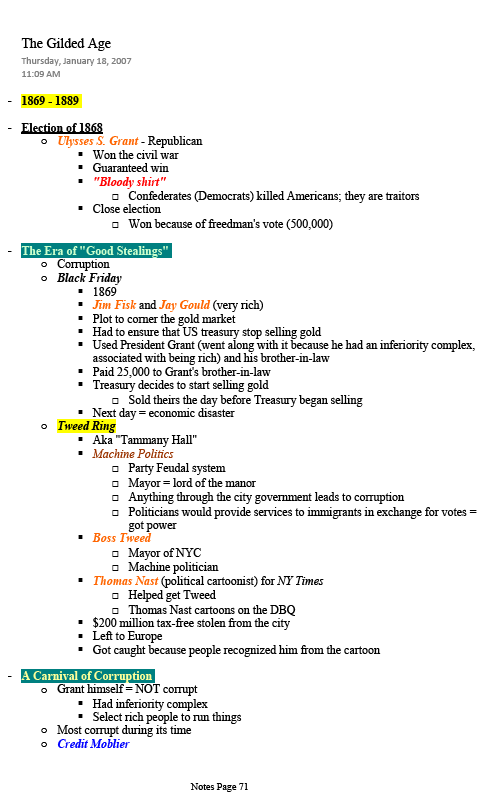 The Gilded Age
Thursday, January 18, 2007
11:09 AM
- 1869 - 1889
- Election of 1868
o Ulysses S. Grant - Republican
▪ Won the civil war
▪ Guaranteed win
▪ "Bloody shirt"
□ Confederates (Democrats) killed Americans; they are traitors
▪ Close election
□ Won because of freedman's vote (500,000)
- The Era of "Good Stealings"
o Corruption
o Black Friday
▪ 1869
▪ Jim Fisk and Jay Gould (very rich)
▪ Plot to corner the gold market
▪ Had to ensure that US treasury stop selling gold
▪ Used President Grant (went along with it because he had an inferiority complex,
associated with being rich) and his brother-in-law
▪ Paid 25,000 to Grant's brother-in-law
▪ Treasury decides to start selling gold
□ Sold theirs the day before Treasury began selling
▪ Next day = economic disaster
o Tweed Ring
▪ Aka "Tammany Hall"
▪ Machine Politics
□ Party Feudal system
□ Mayor = lord of the manor
□ Anything through the city government leads to corruption
□ Politicians would provide services to immigrants in exchange for votes =
got power
▪ Boss Tweed
□ Mayor of NYC
□ Machine politician
▪ Thomas Nast (political cartoonist) for NY Times
□ Helped get Tweed
□ Thomas Nast cartoons on the DBQ
▪ $200 million tax-free stolen from the city
▪ Left to Europe
▪ Got caught because people recognized him from the cartoon
- A Carnival of Corruption
o Grant himself = NOT corrupt
▪ Had inferiority complex
▪ Select rich people to run things
o Most corrupt during its time
o Credit Moblier
Notes Page 71